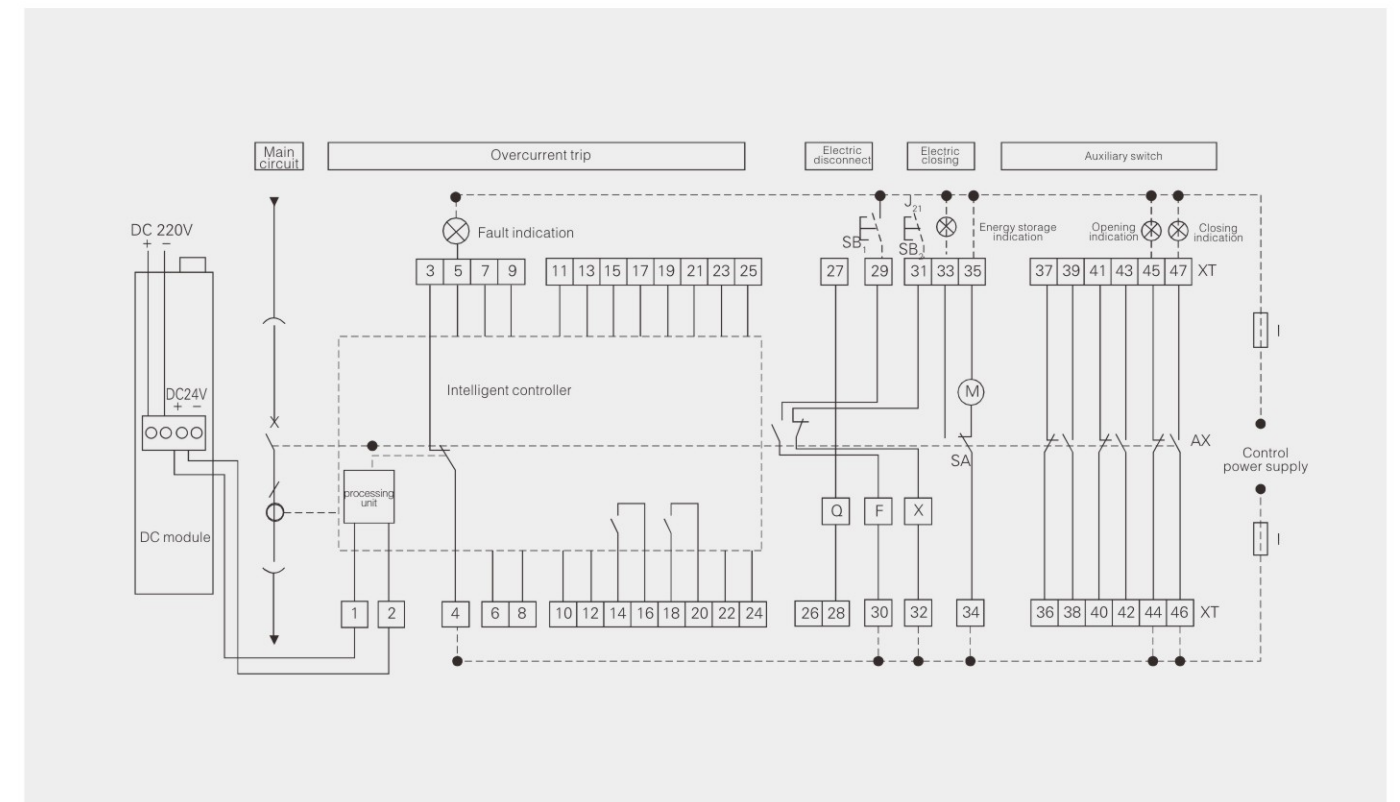 Main
circuit
Overcurrent trip
Electric
disconnect
Electric
closing
Auxiliary switch
DC 220V
+ −
Fault indication
SB1
J21
SB2
Energy storage
indication
Opening
indication
Closing
indication
3 5 7 9
11 13 15 17 19 21 23 25
27
29
31 33 35
37 39 41 43 45 47 XT
I
DC24V
+ −
Intelligent controller
M
X
SA
AX
Control
power supply
processing
unit
Q
F
X
DC module
I
1
2
4
6 8
10 12 14 16 18 20 22 24
26 28
30
32
34
36 38 40 42 44 46 XT